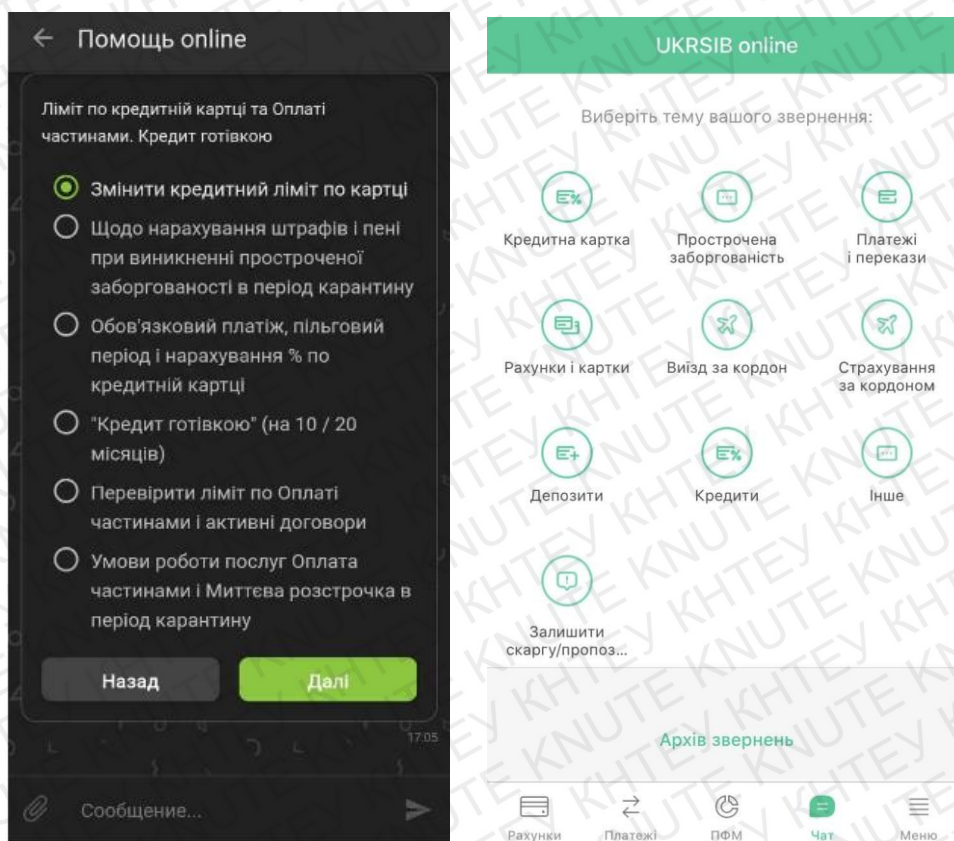 Помощь online
Ліміт по кредитній картці та Оплаті
частинами. Кредит готівкою
Змінити кредитний ліміт по картці
Щодо нарахування штрафів і пені
при виникненні простроченої
заборгованості в період карантину
Обов'язковий платіж, пільговий
період і нарахування % по
кредитній картці
"Кредит готівкою" (на 10 / 20
місяців)
Перевірити ліміт по Оплаті
частинами і активні договори
Умови роботи послуг Оплата
частинами і Миттєва розстрочка в
період карантину
Назад
Далі
17:05
Сообщение...
UKRSIB online
Виберіть тему вашого звернення:
Кредитна картка
Прострочена
заборгованість
Платежі
і перекази
Рахунки і картки
Виїзд за кордон
Страхування
за кордоном
Депозити
Кредити
Інше
Залишити
скаргу/пропоз...
Архів звернень
Рахунки
Платежі
ПФМ
Чат
Меню
KNUTE КНТЕУ KNUTE КНТЕУ